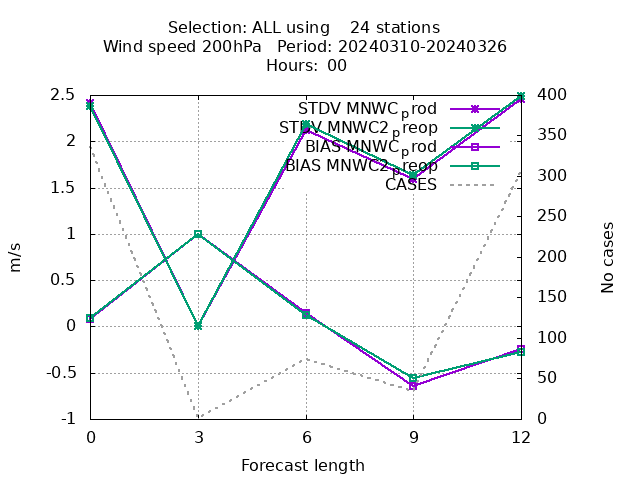 Selection: ALL using    24 stations
Wind speed 200hPa   Period: 20240310-20240326
Hours:  00
STDV MNWC_prod
STDV MNWC2_preop
BIAS MNWC_prod
BIAS MNWC2_preop
CASES
2.5
2
1.5
1
0.5
0
-0.5
-1
m/s
400
350
300
250
200
150
100
50
0
No cases
0 3 6 9 12
Forecast length